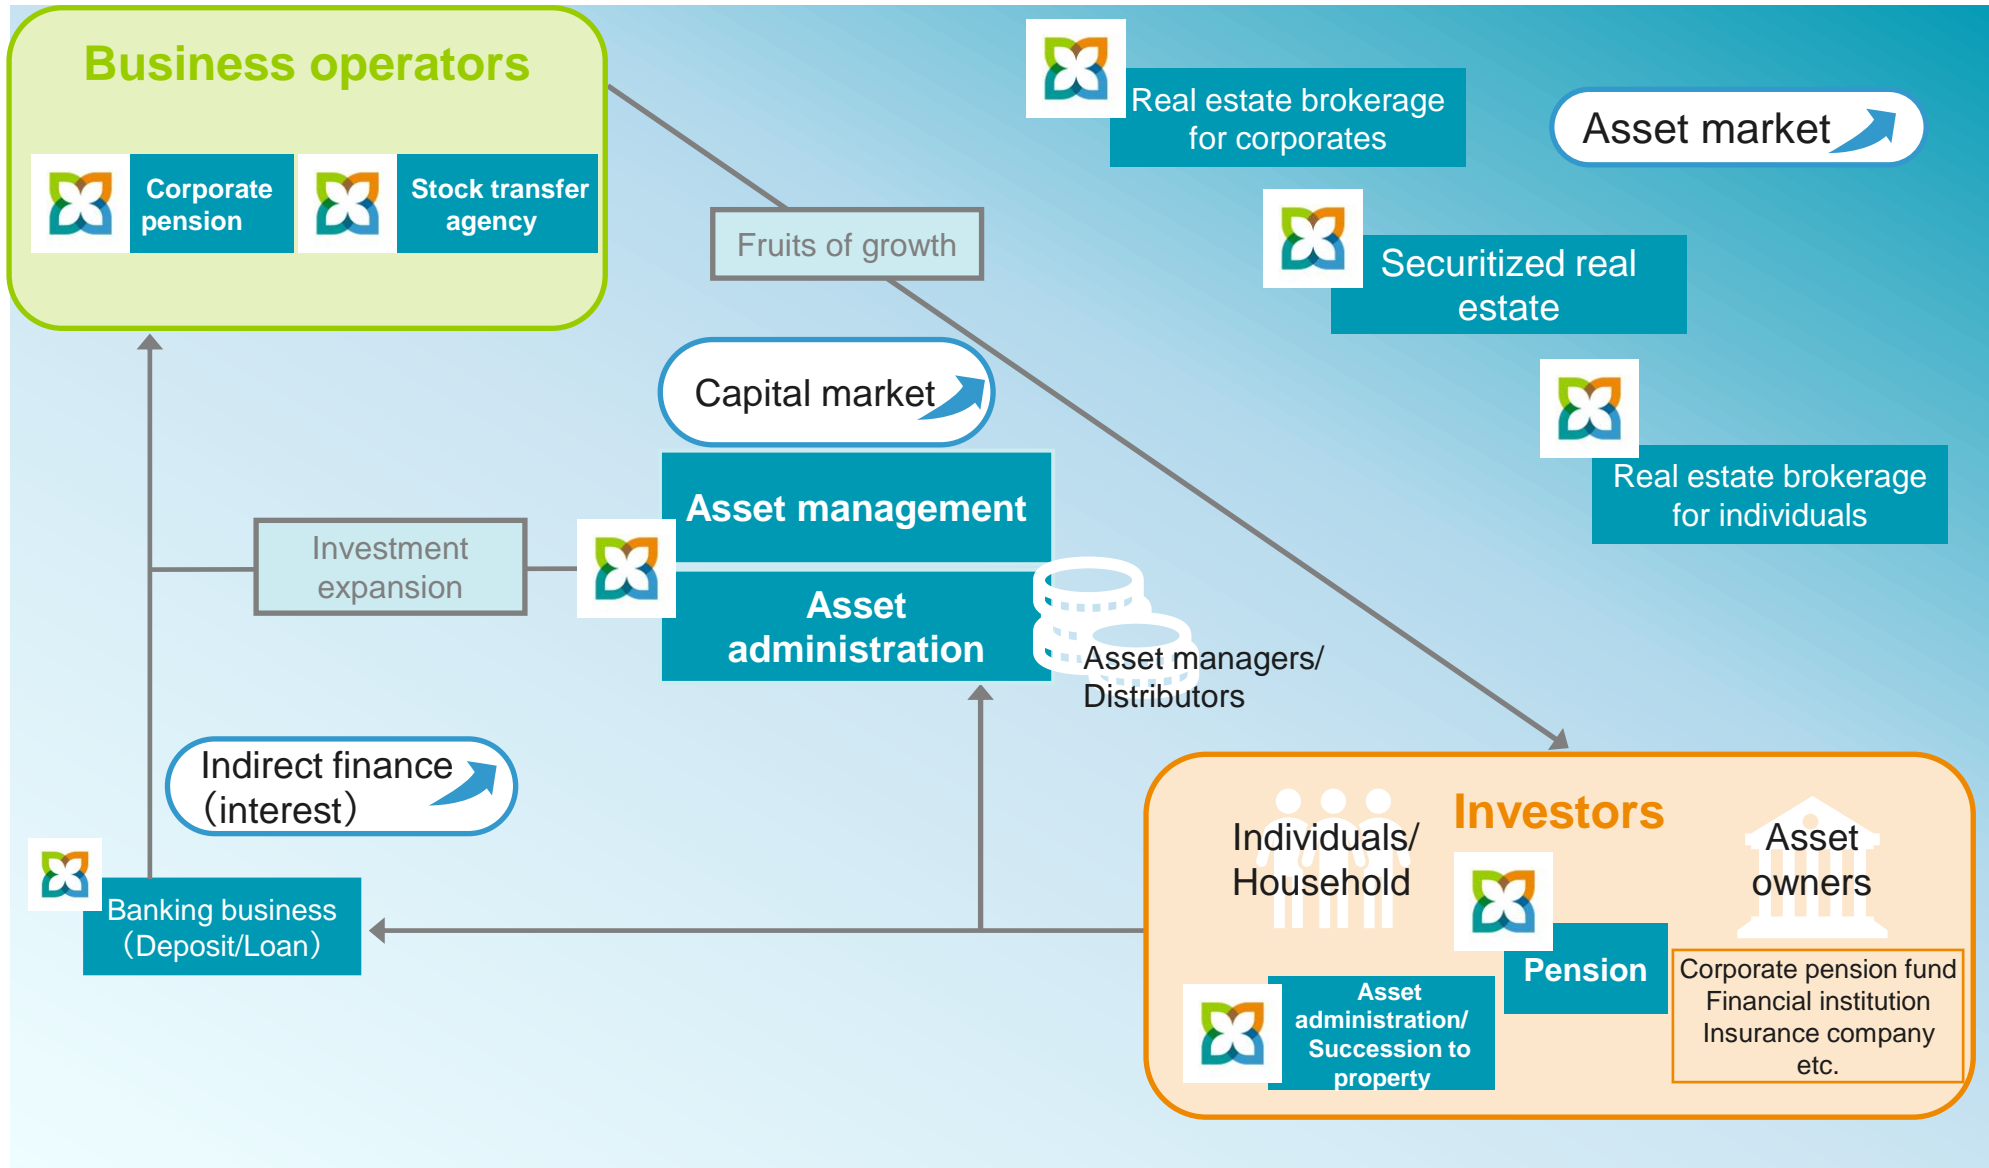 Business operators
Corporate
pension
Stock transfer
agency
Real estate brokerage
for corporates
Asset market
Fruits of growth
Securitized real
estate
Capital market
Real estate brokerage
for individuals
Asset management
Investment
expansion
Asset
administration
Asset managers/
Distributors
Indirect finance
（interest）
Banking business
（Deposit/Loan）
Investors
Individuals/
Household
Asset
owners
Pension
Corporate pension fund
Financial institution
Insurance company
etc.
Asset
administration/
Succession to
property